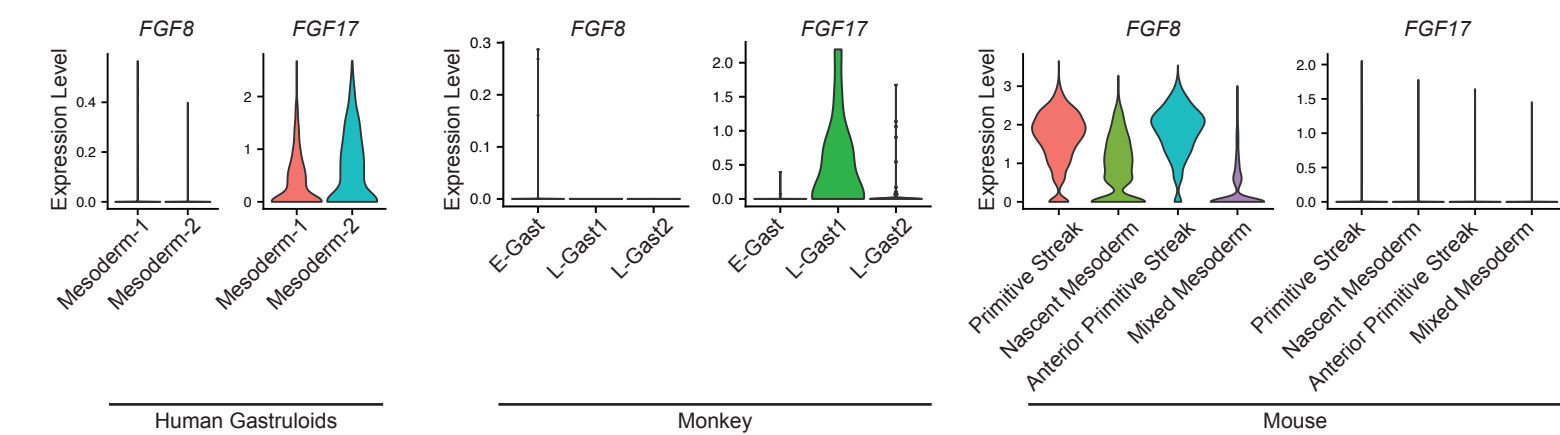 FGF8
FGF17
FGF8
FGF17
FGF8
FGF17
Expression Level
0.4
0.2
0.0
2
1
0
Mesoderm-1
Mesoderm-2
Mesoderm-1
Mesoderm-2
Human Gastruloids
Expression Level
0.3
0.2
0.1
0.0
2.0
1.5
1.0
0.5
0.0
E-Gast
L-Gast1
L-Gast2
E-Gast
L-Gast1
L-Gast2
Monkey
Expression Level
3
2
1
0
2.0
1.5
1.0
0.5
0
Primitive Streak
Nascent Mesoderm
Anterior Primitive Streak
Mixed Mesoderm
Primitive Streak
Nascent Mesoderm
Anterior Primitive Streak
Mixed Mesoderm
Mouse